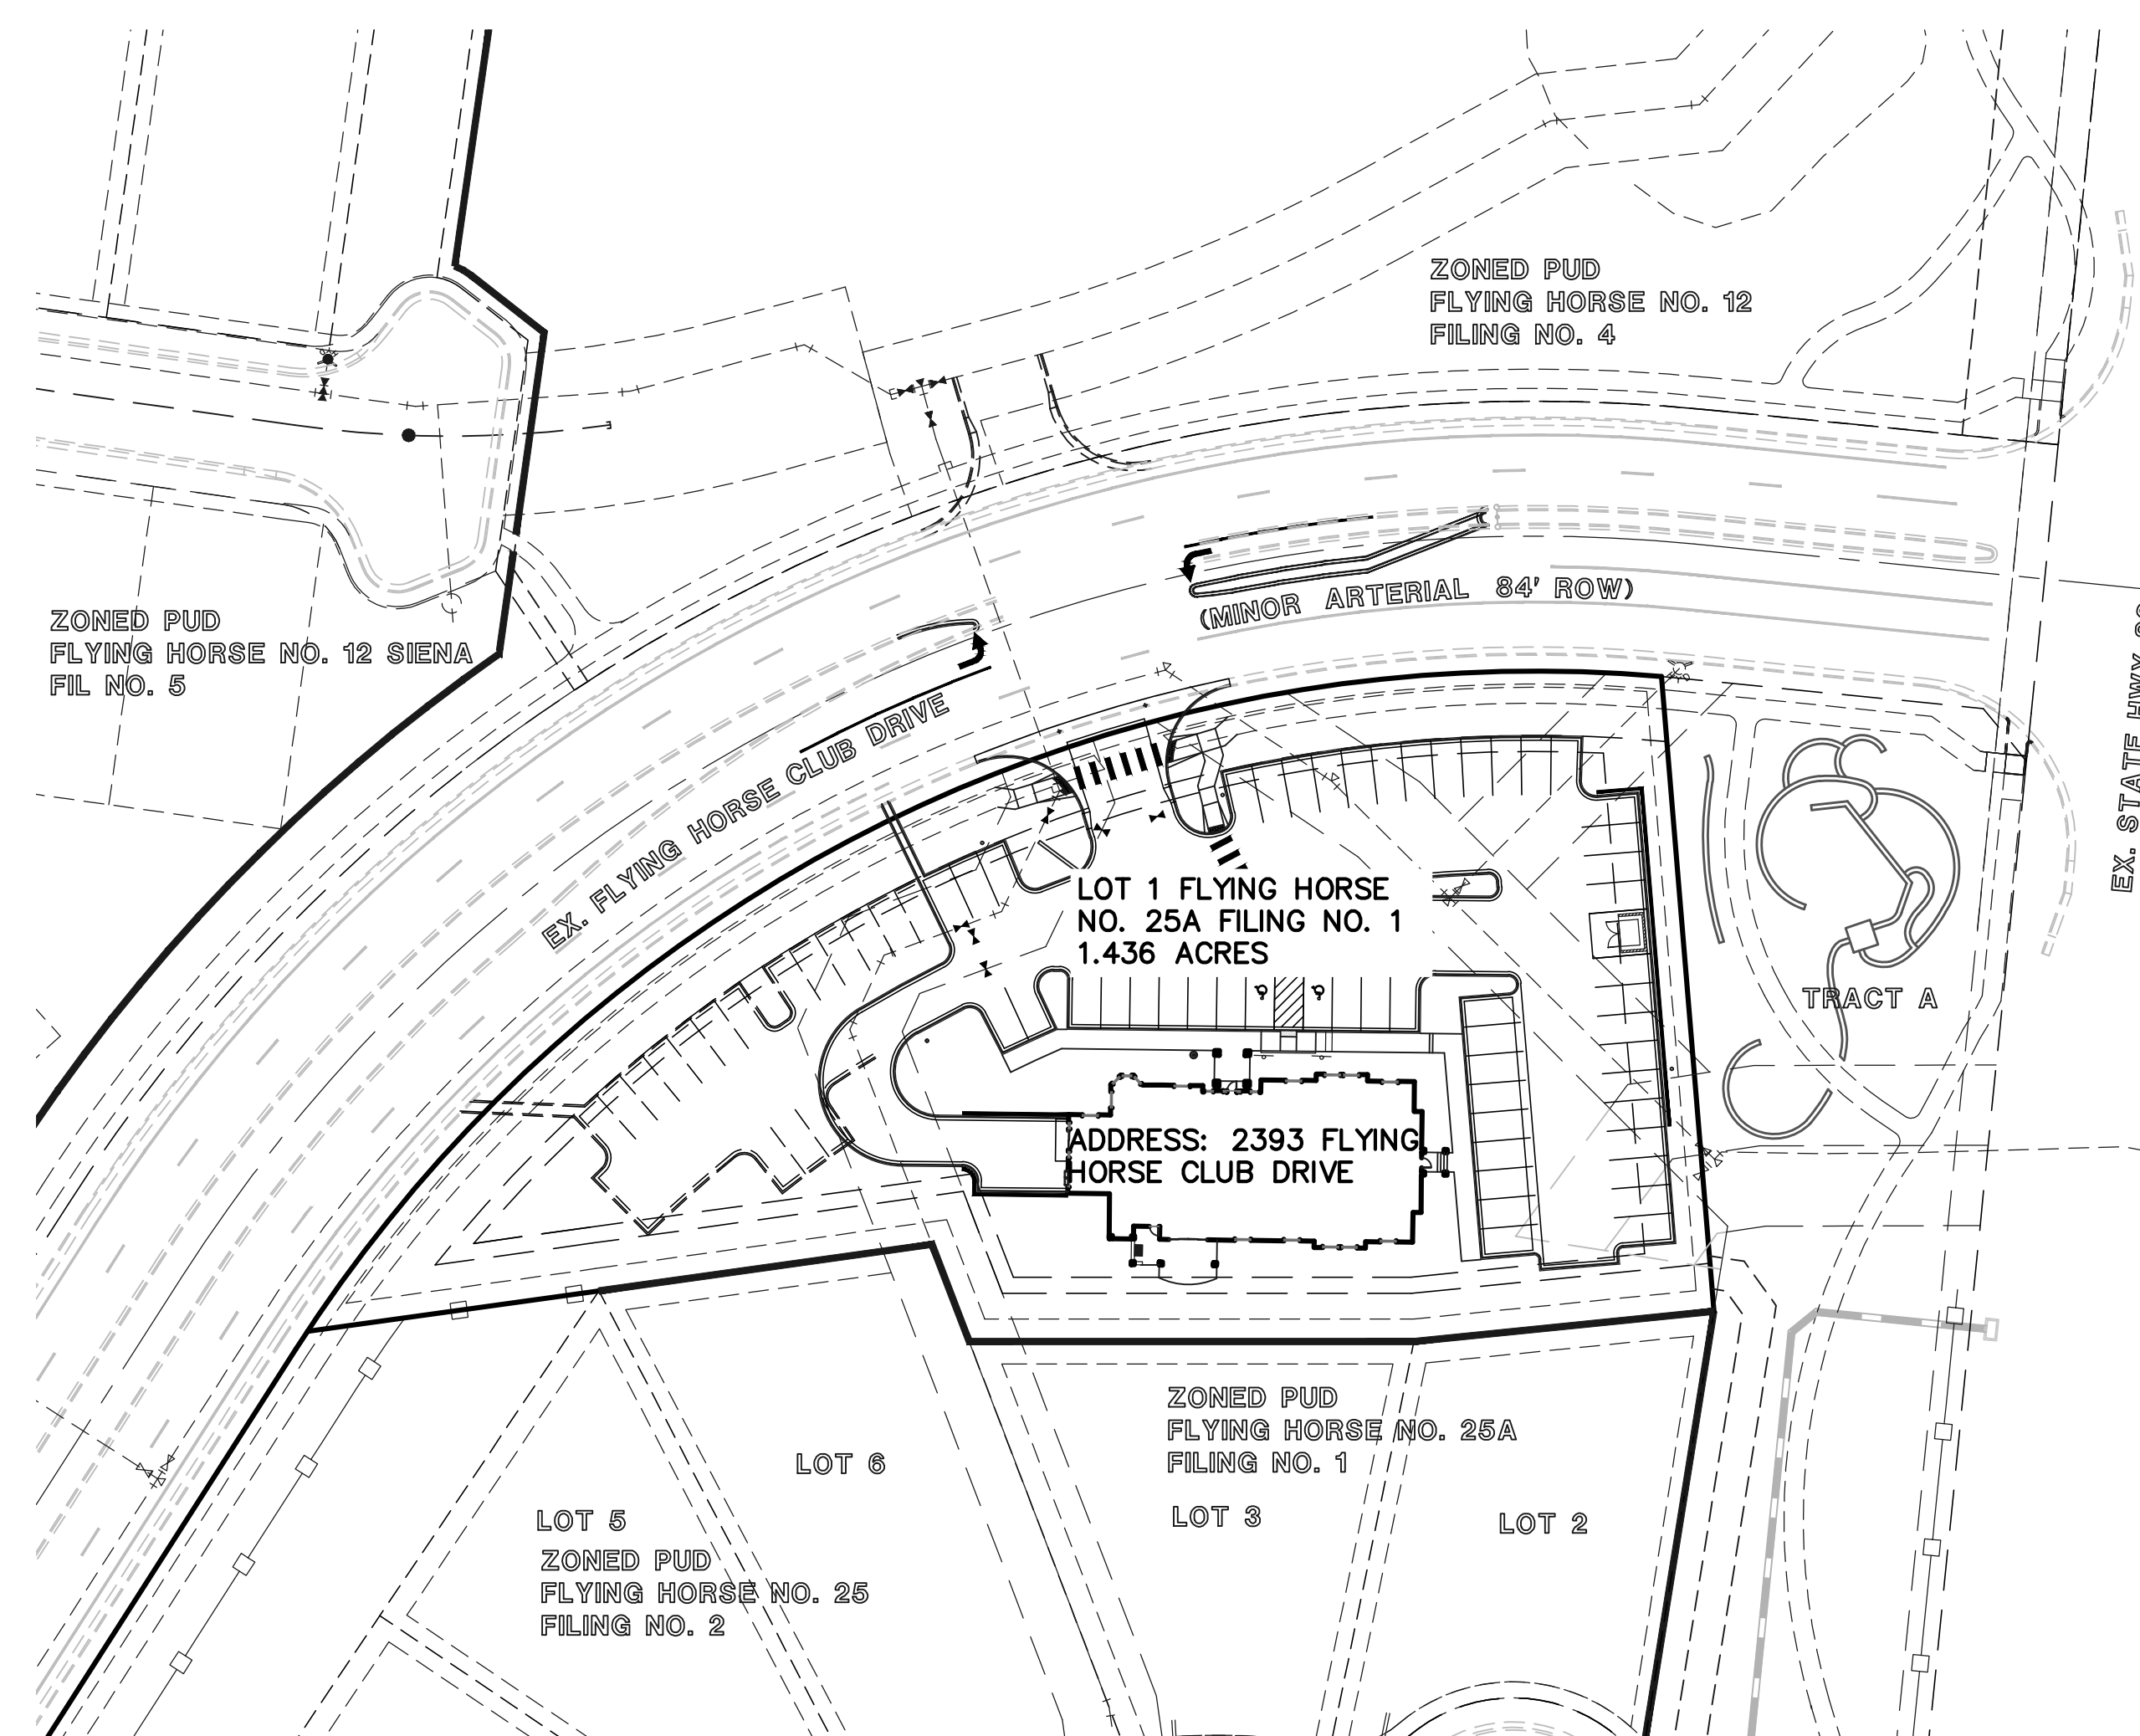 ZONED PUD
FLYING HORSE NO. 12
FILING NO. 4
(MINOR ARTERIAL 84' ROW)
ZONED PUD
FLYING HORSE NO. 12 SIENA
FIL NO. 5
EX. FLYING HORSE CLUB DRIVE
EX. STATE HWY
LOT 1 FLYING HORSE
NO. 25A FILING NO. 1
1.436 ACRES
TRACT A
ADDRESS: 2393 FLYING
HORSE CLUB DRIVE
ZONED PUD
FLYING HORSE NO. 25A
FILING NO. 1
LOT 6
LOT 5
LOT 3
LOT 2
ZONED PUD
FLYING HORSE NO. 25
FILING NO. 2